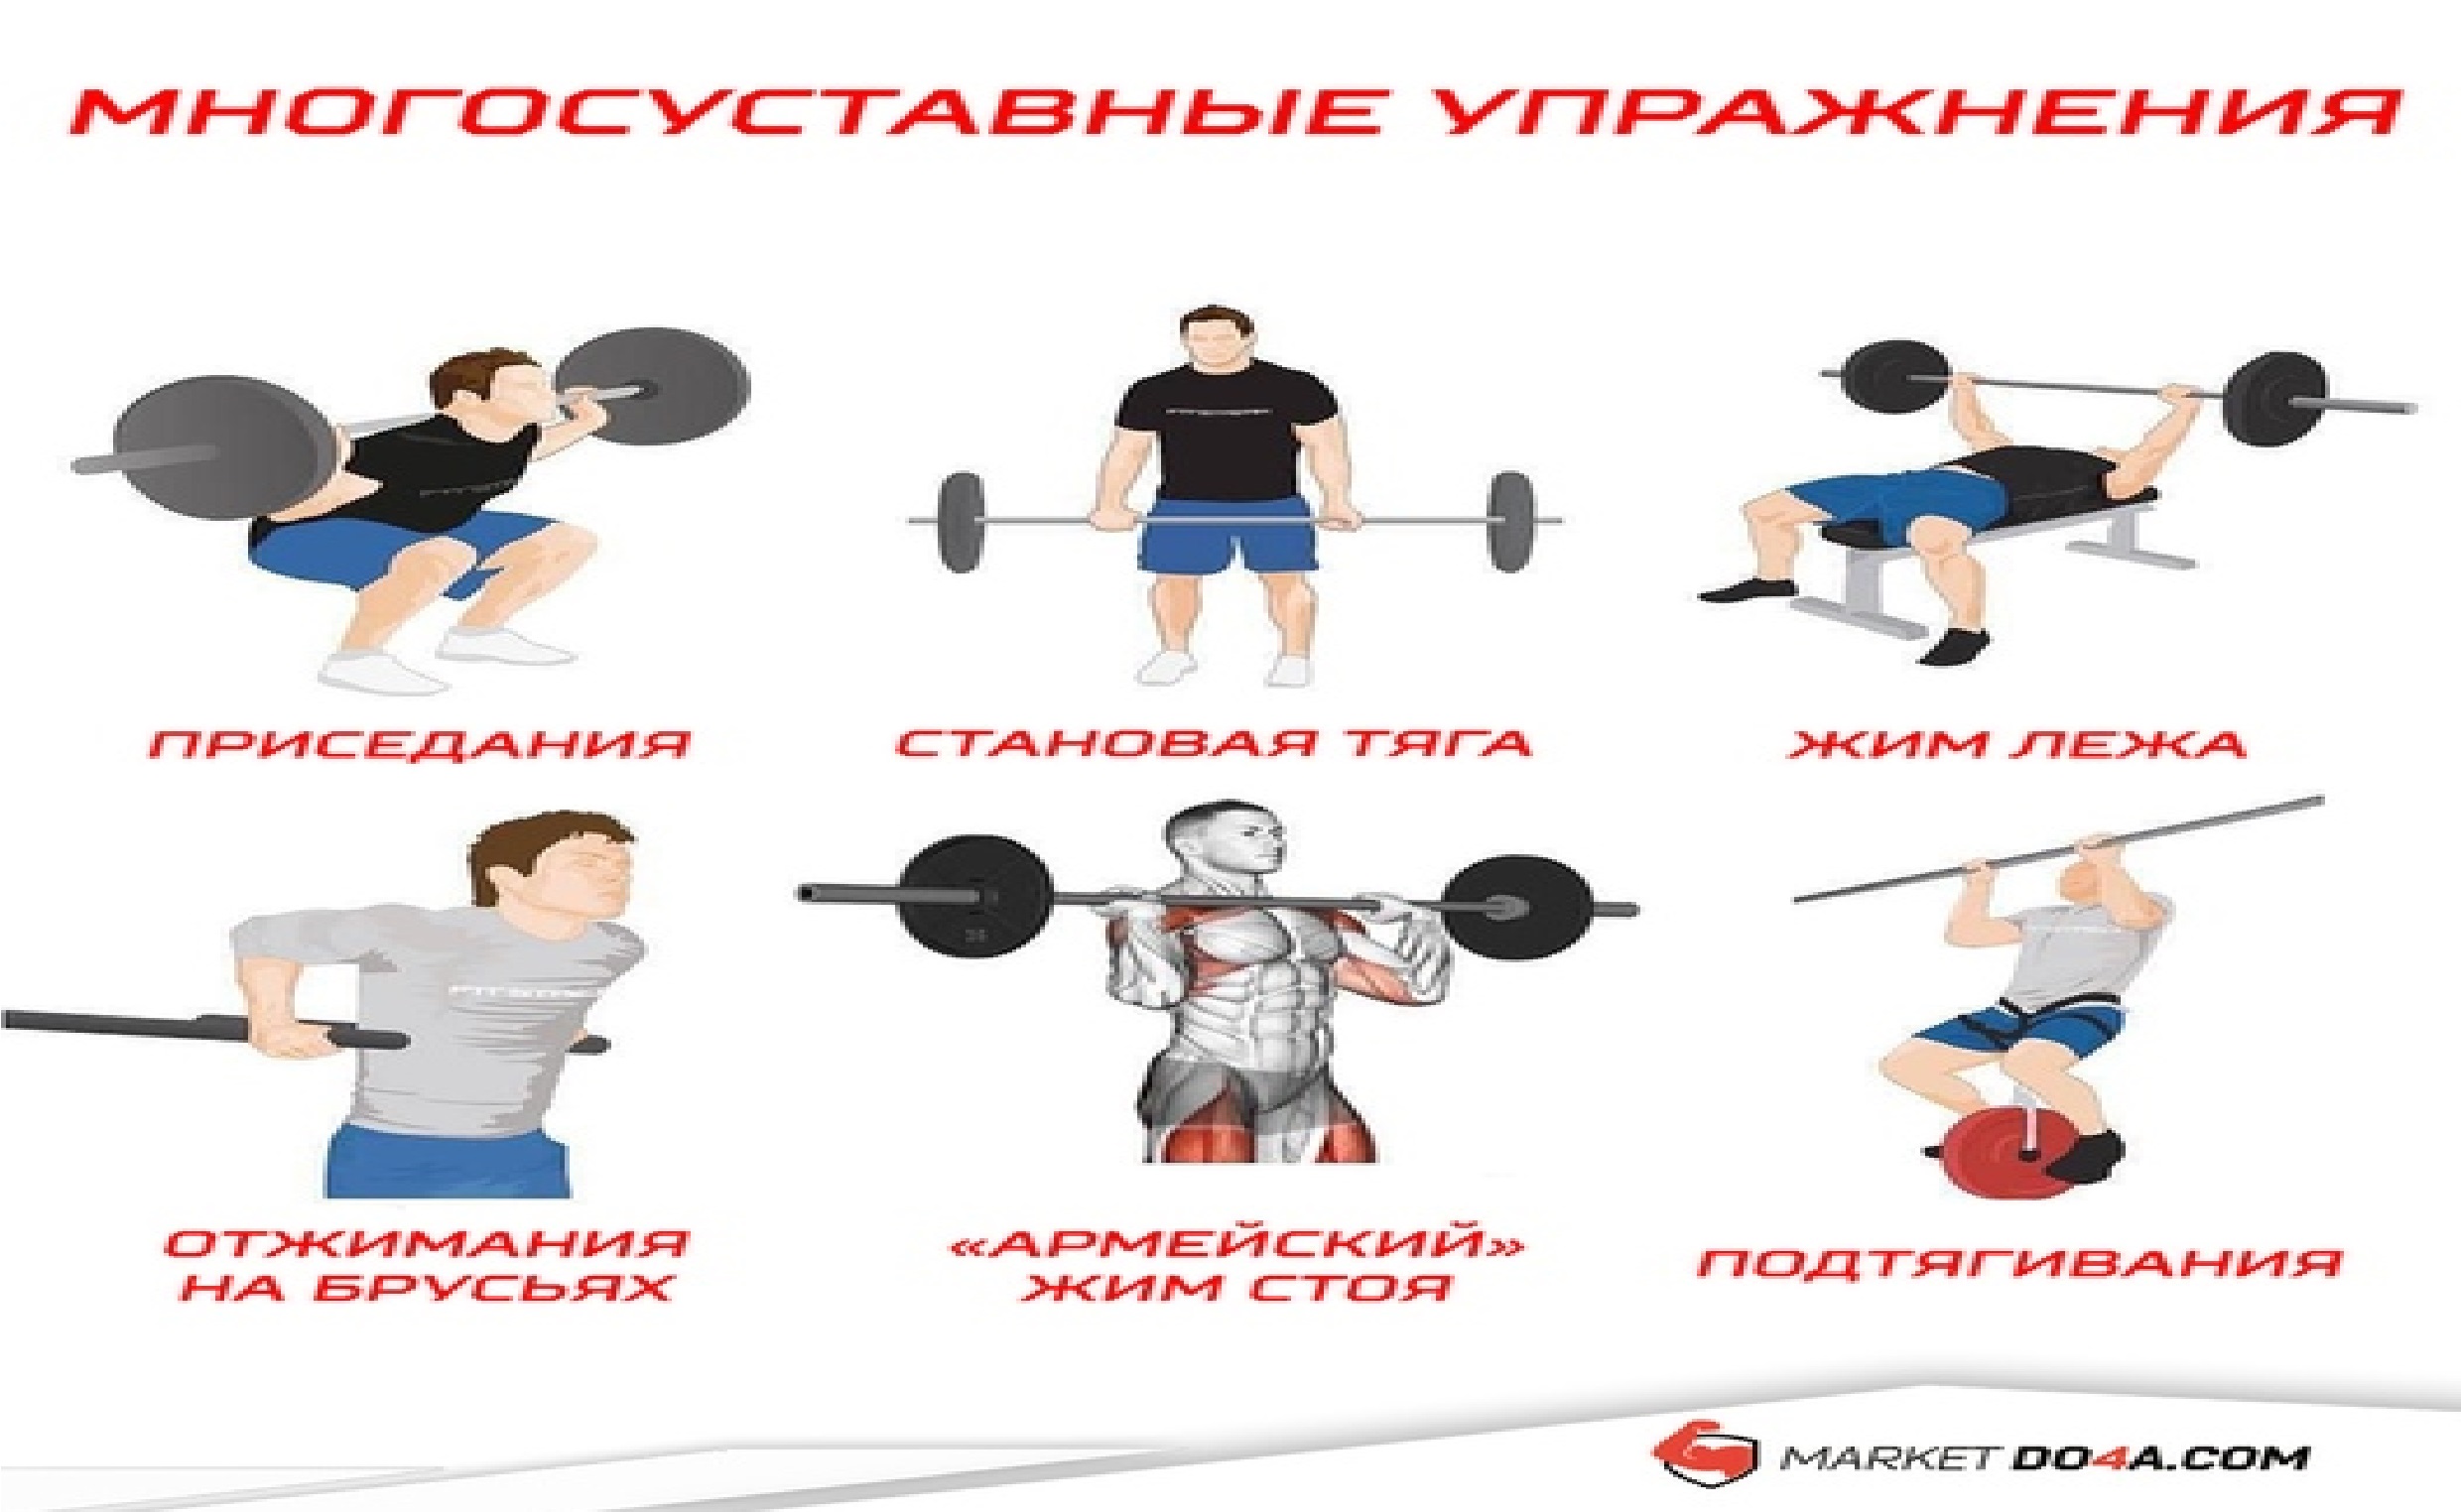 МНОГОСУСТАВНЫЕ УПРАЖНЕНИЯ
ПРИСЕДАНИЯ
СТАНОВАЯ ТЯГА
ЖИМ ЛЕЖА
ОТЖИМАНИЯ
НА БРУСЬЯХ
«АРМЕЙСКИЙ»
ЖИМ СТОЯ
ПОДТЯГИВАНИЯ
MARKET DO4A.COM